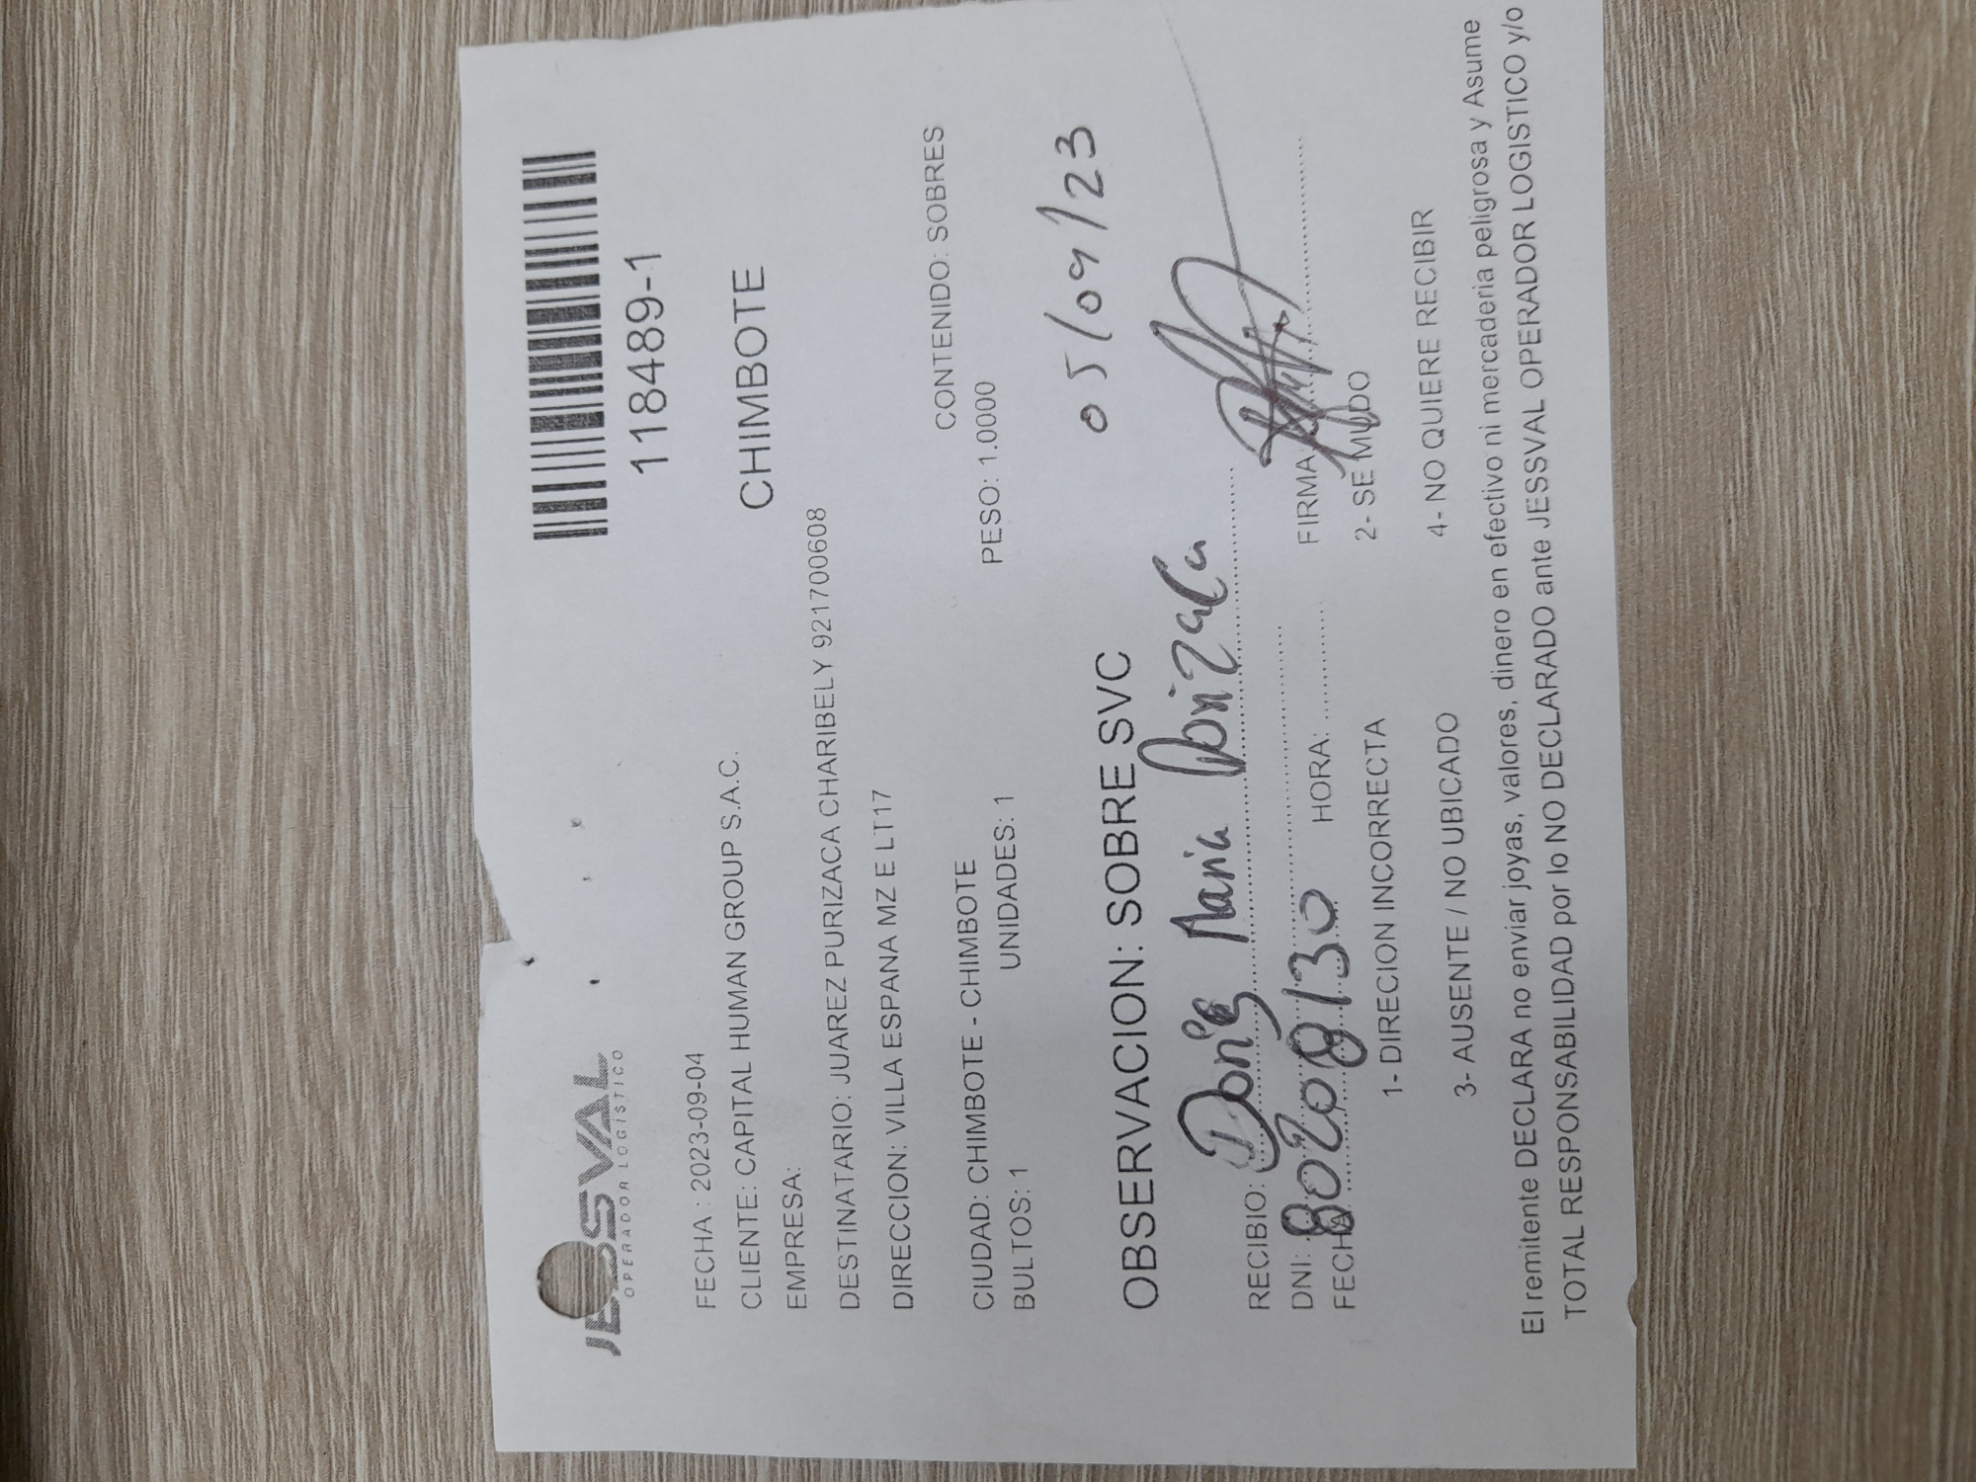 JESSVAL
OPERADOR LOGISTICO
118489-1
FECHA : 2023-09-04
CLIENTE: CAPITAL HUMAN GROUP S.A.C.
CHIMBOTE
EMPRESA:
DESTINATARIO: JUAREZ PURIZACA CHARIBELY 921700608
DIRECCION: VILLA ESPANA MZ E LT17
CONTENIDO: SOBRES
CIUDAD: CHIMBOTE - CHIMBOTE
BULTOS: 1 UNIDADES: 1 PESO: 1.0000
05/09/23
OBSERVACION: SOBRE SVC
RECIBIO: Doris Maria Purizaca
DNI: 80208130
FECHA: HORA: FIRMA
1- DIRECION INCORRECTA 2- SE MUDO
3- AUSENTE / NO UBICADO 4- NO QUIERE RECIBIR
El remitente DECLARA no enviar joyas, valores, dinero en efectivo ni mercaderia peligrosa y Asume
TOTAL RESPONSABILIDAD por lo NO DECLARADO ante JESSVAL OPERADOR LOGISTICO y/o